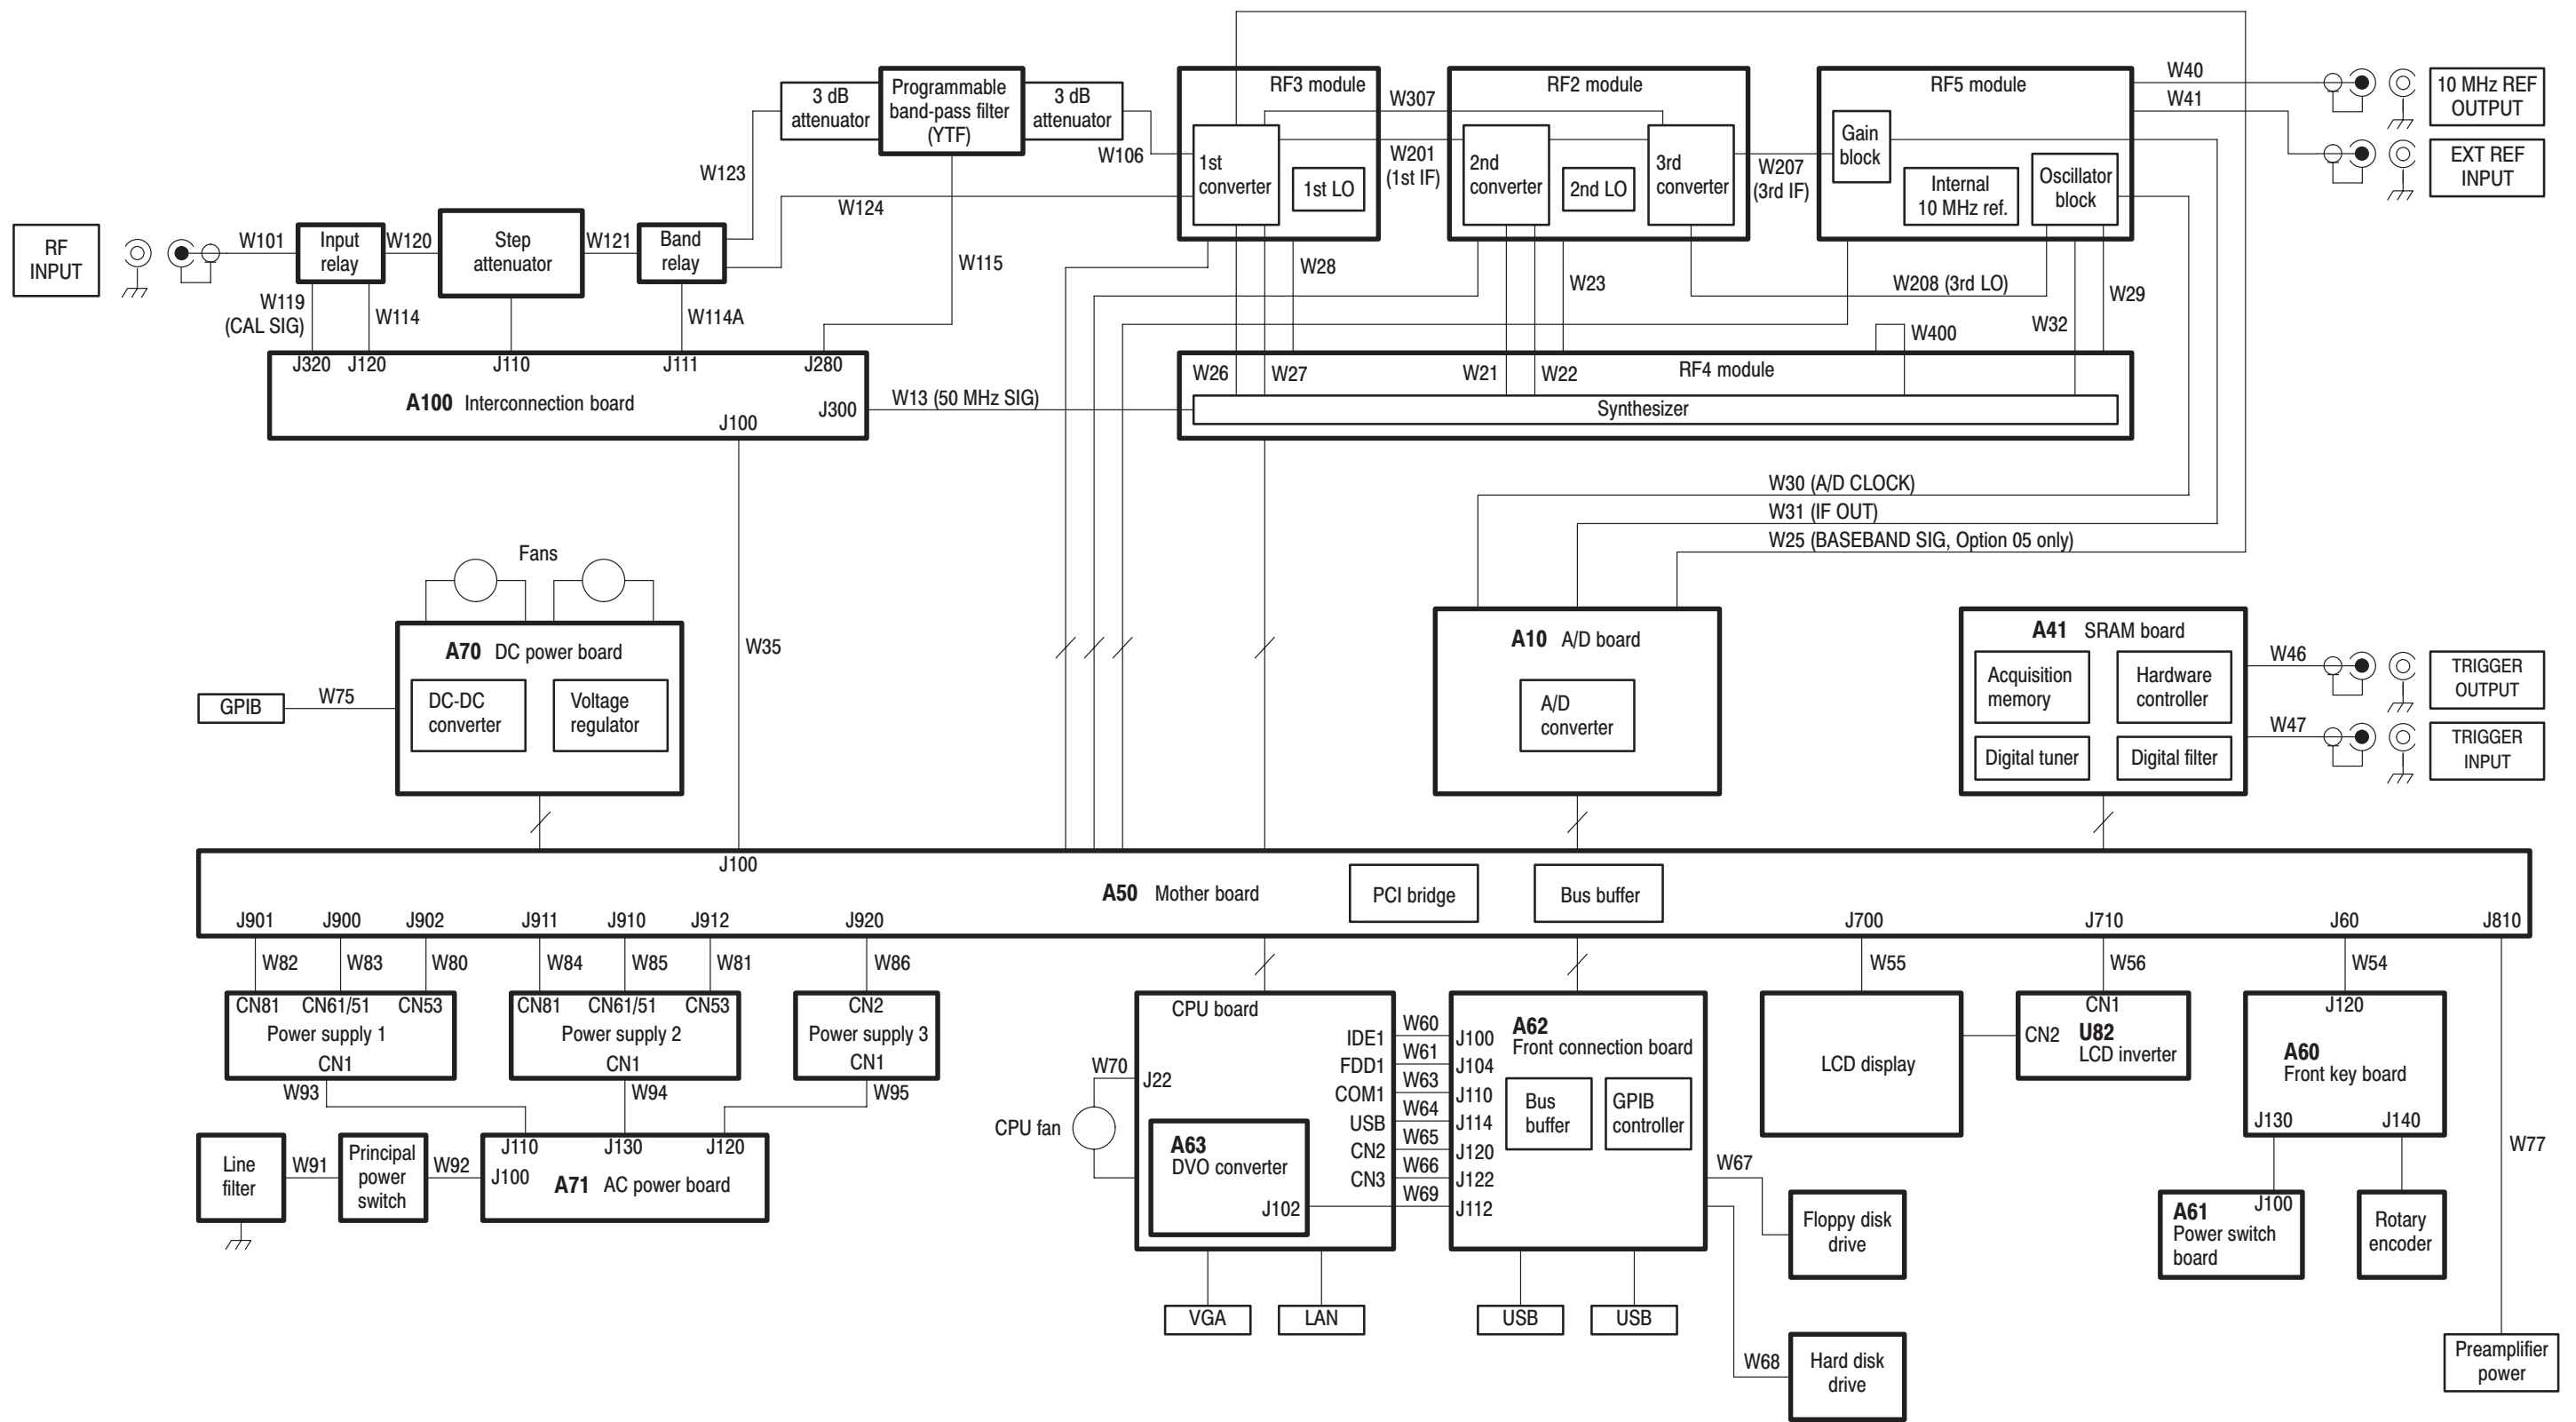 RF3 module
RF2 module
RF5 module
W40
10 MHz REF
OUTPUT
W41
EXT REF
INPUT
3 dB
attenuator
Programmable
band-pass filter
(YTF)
3 dB
attenuator
W307
W106
1st
converter
1st LO
W201
(1st IF)
2nd
converter
2nd LO
3rd
converter
W207
(3rd IF)
Gain
block
Internal
10 MHz ref.
Oscillator
block
W123
W124
RF
INPUT
W101
Input
relay
W120
Step
attenuator
W121
Band
relay
W115
W28
W23
W208 (3rd LO)
W29
W119
(CAL SIG)
W114
W114A
W32
W400
J320
J120
J110
J111
J280
A100 Interconnection board
J300
J100
W13 (50 MHz SIG)
W26
W27
W21
W22
RF4 module
Synthesizer
W30 (A/D CLOCK)
W31 (IF OUT)
W25 (BASEBAND SIG, Option 05 only)
Fans
A70 DC power board
DC-DC
converter
Voltage
regulator
GPIB
W75
W35
A10 A/D board
A/D
converter
A41 SRAM board
Acquisition
memory
Hardware
controller
Digital tuner
Digital filter
W46
TRIGGER
OUTPUT
W47
TRIGGER
INPUT
J100
A50 Mother board
PCI bridge
Bus buffer
J901
J900
J902
J911
J910
J912
J920
J700
J710
J60
J810
W82
W83
W80
W84
W85
W81
W86
W55
W56
W54
CN81
CN61/51
CN53
Power supply 1
CN1
CN81
CN61/51
CN53
Power supply 2
CN1
CN2
Power supply 3
CN1
W93
W94
W95
Line
filter
W91
Principal
power
switch
W92
J110
J130
J120
J100
A71 AC power board
CPU board
W70
J22
CPU fan
A63
DVO converter
J102
IDE1
FDD1
COM1
USB
CN2
CN3
W60
W61
W63
W64
W65
W66
W69
J100
J104
J110
J114
J120
J122
J112
A62
Front connection board
Bus
buffer
GPIB
controller
VGA
LAN
USB
USB
W67
Floppy disk
drive
W68
Hard disk
drive
LCD display
CN1
CN2
U82
LCD inverter
J120
A60
Front key board
J130
J140
J100
A61
Power switch
board
Rotary
encoder
W77
Preamplifier
power